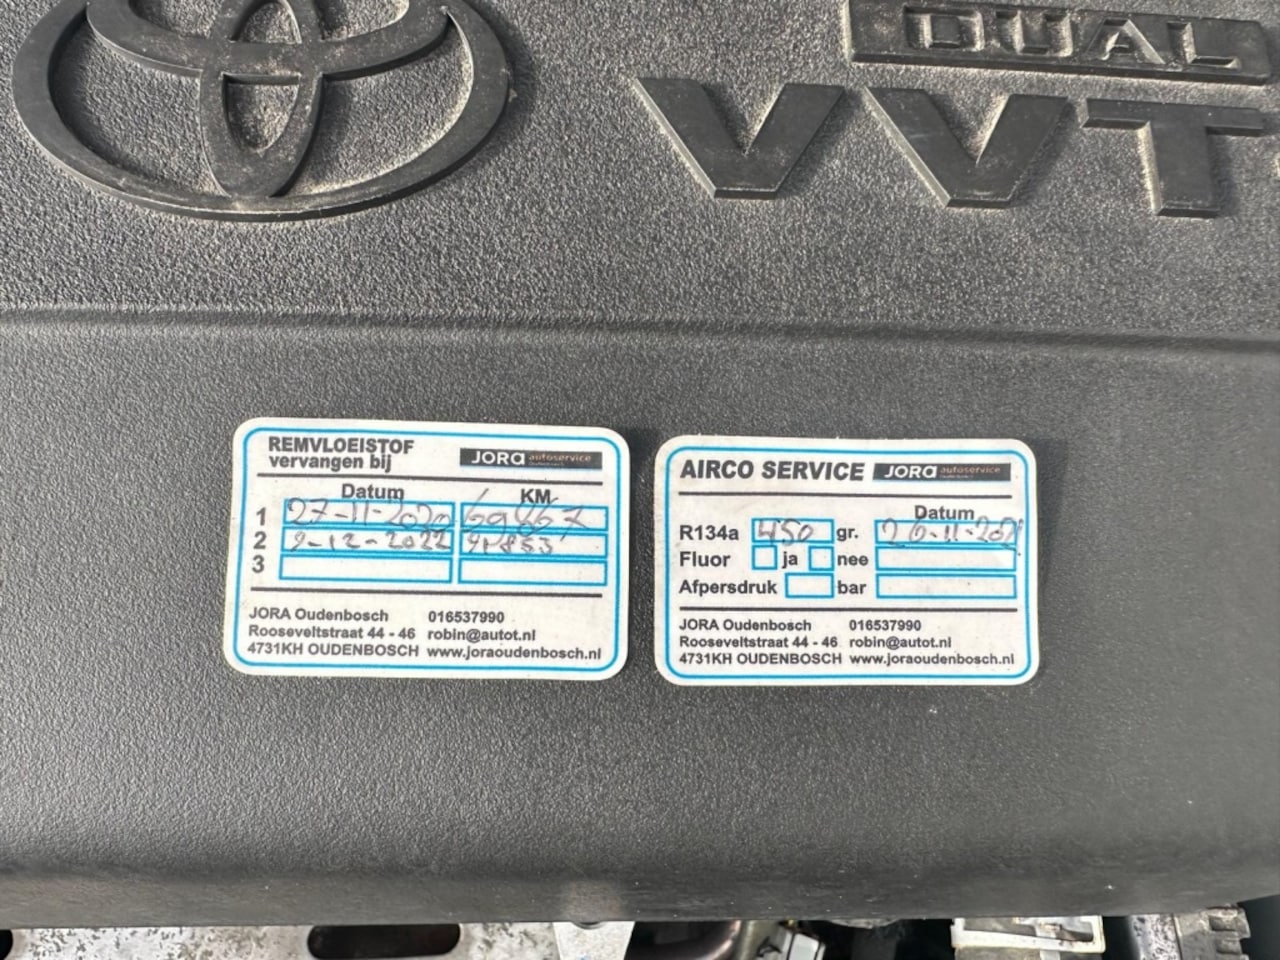 DUAL
VVT
REMVLOEISTOF
vervangen bij
JORA autoservice
Datum KM
1 27-11-2020
2 9-12-2022 91853
3
JORA Oudenbosch 016537990
Rooseveltstraat 44 - 46 robin@autot.nl
4731KH OUDENBOSCH www.joraoudenbosch.nl
AIRCO SERVICE JORA autoservice
Datum
R134a 450 gr.
Fluor ja nee
Afpersdruk bar
JORA Oudenbosch 016537990
Rooseveltstraat 44 - 46 robin@autot.nl
4731KH OUDENBOSCH www.joraoudenbosch.nl